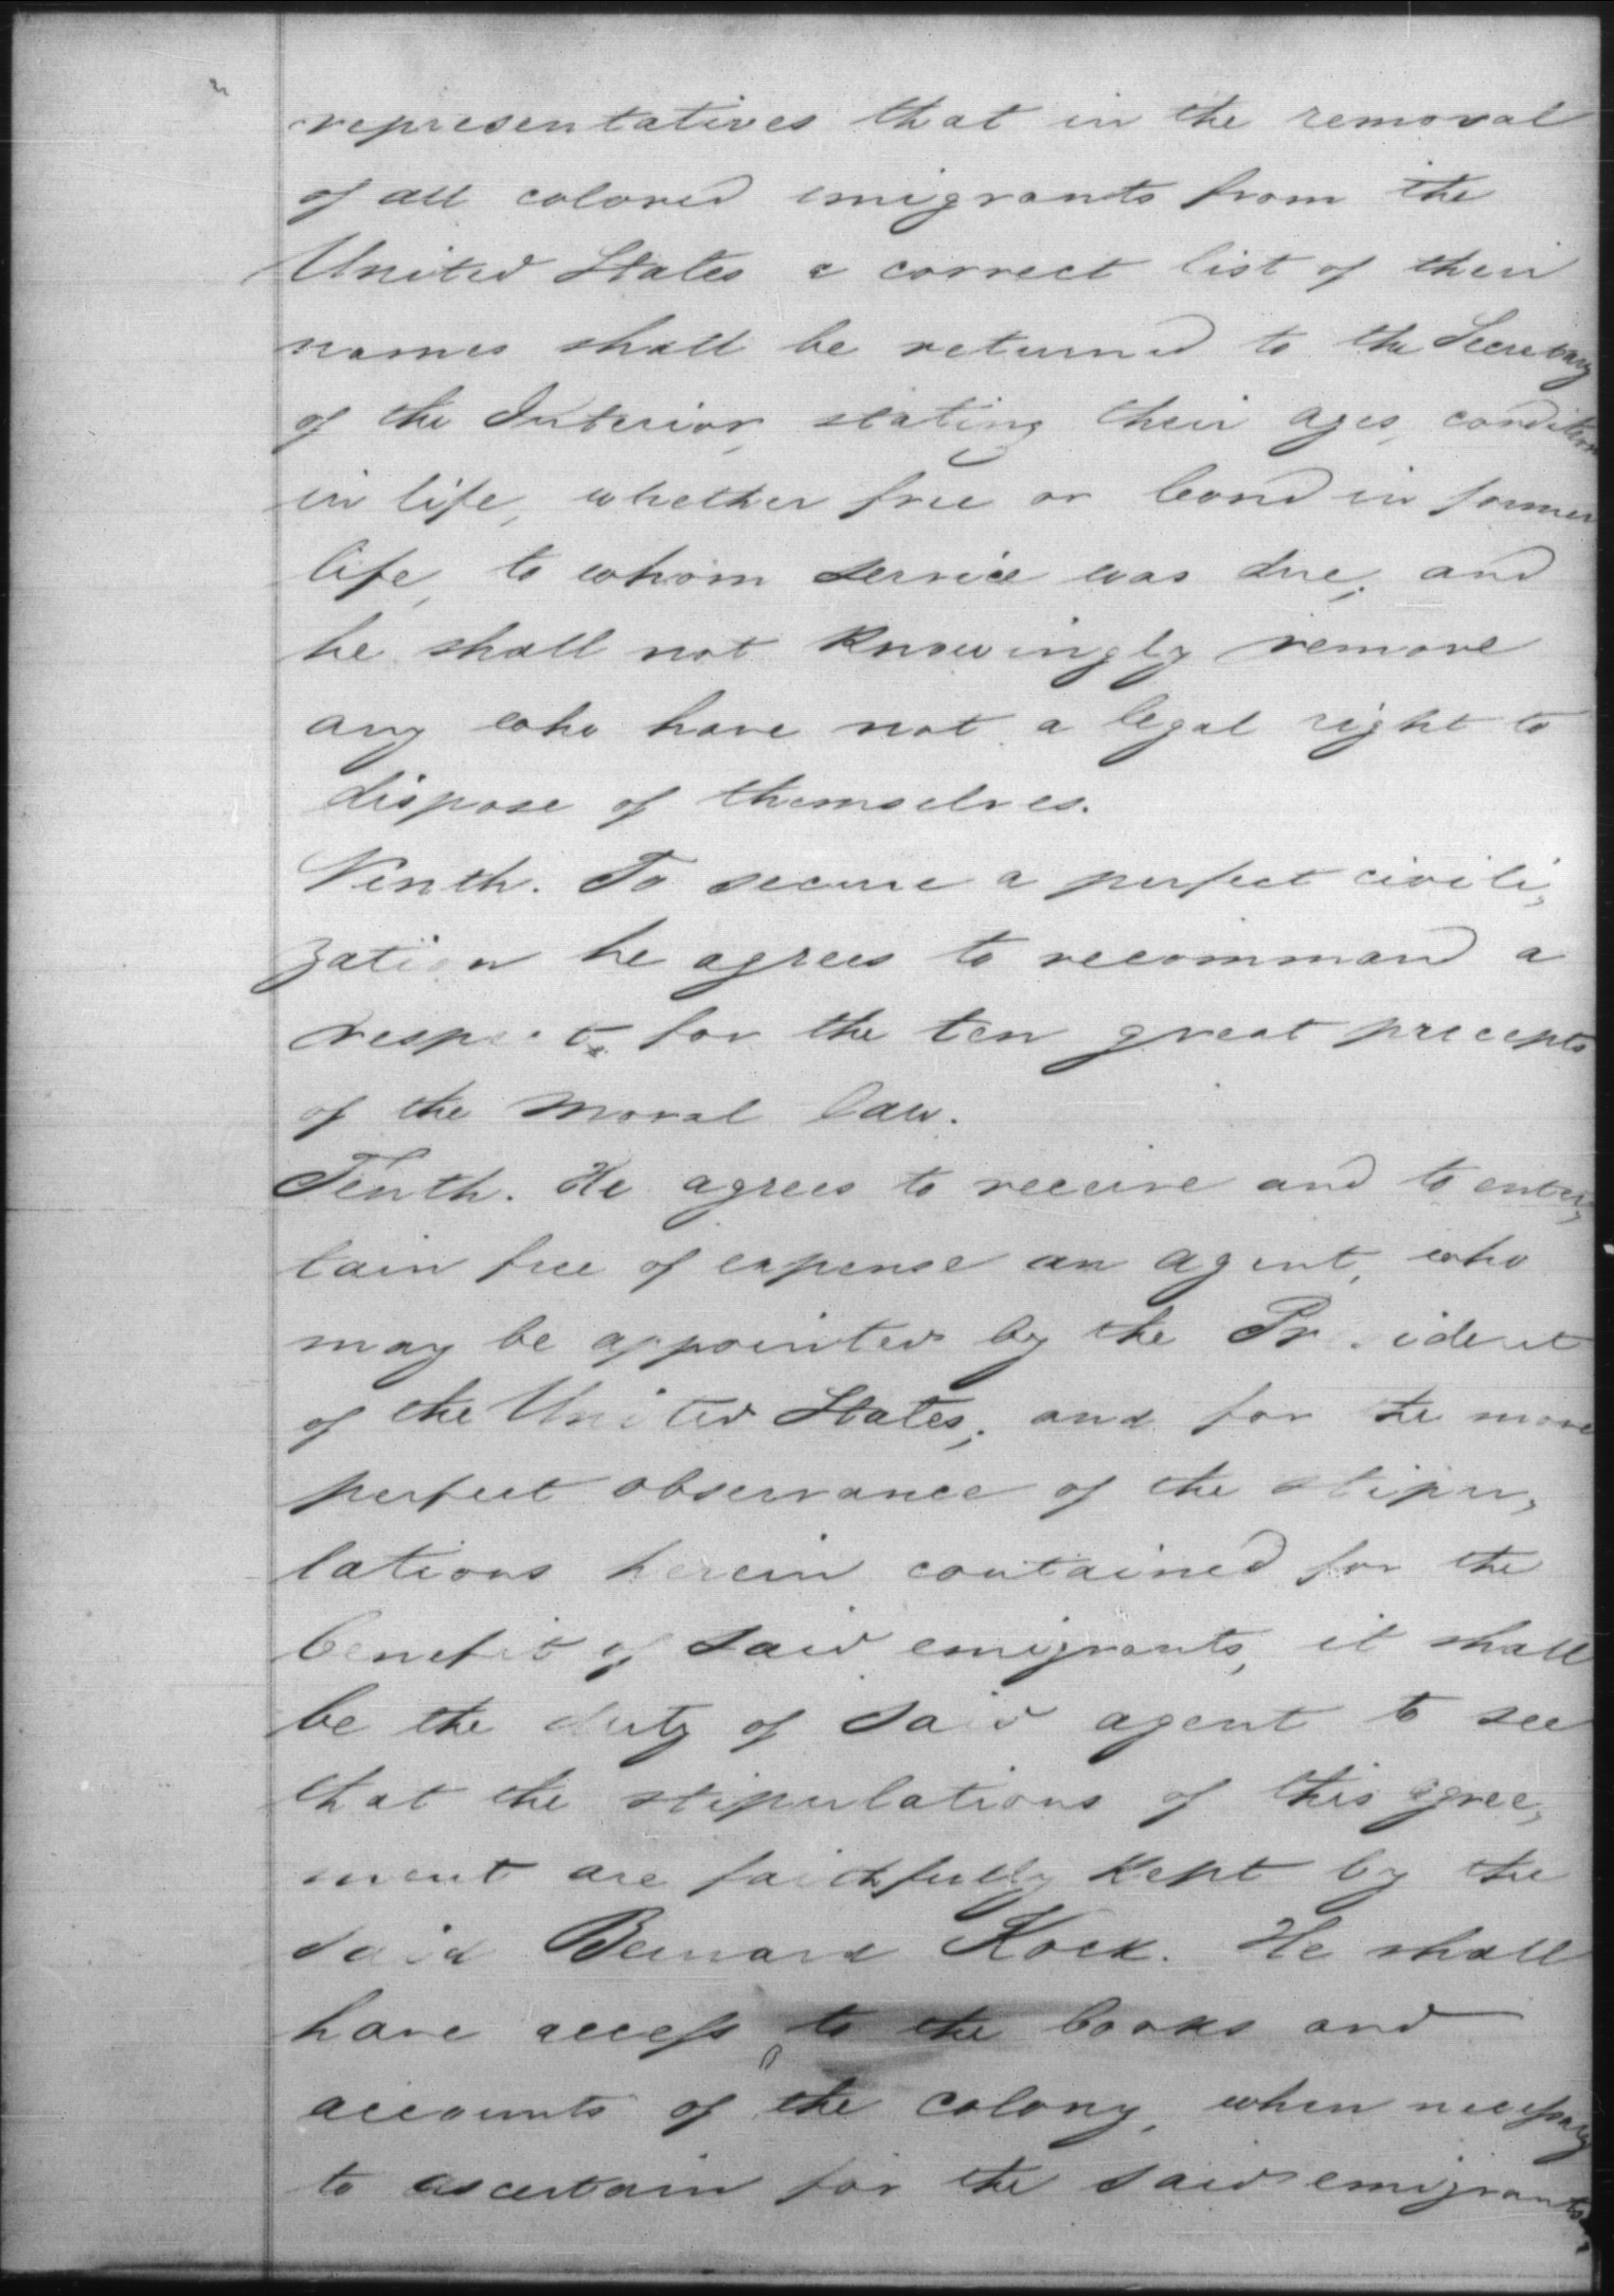 representatives that in the removal
of all colored emigrants from the
United States a correct list of their
names shall be returned to the Secretary
of the Interior, stating their ages, condition
in life, whether free or bond in former
life, to whom service was due; and
he shall not knowingly remove
any who have not a legal right to
dispose of themselves.
Ninth. To secure a perfect civili,
zation he agrees to recommend a
respect for the ten great precepts
of the moral law.
Tenth. He agrees to receive and to enter,
tain free of expense an agent, who
may be appointed by the President
of the United States; and for the more
perfect observance of the stipu,
lations herein contained for the
benefit of said emigrants, it shall
be the duty of said agent to see
that the stipulations of this agree,
ment are faithfully kept by the
said Bernard Kock. He shall
have access to the books and
accounts of the colony, when necessary
to ascertain for the said emigrants,